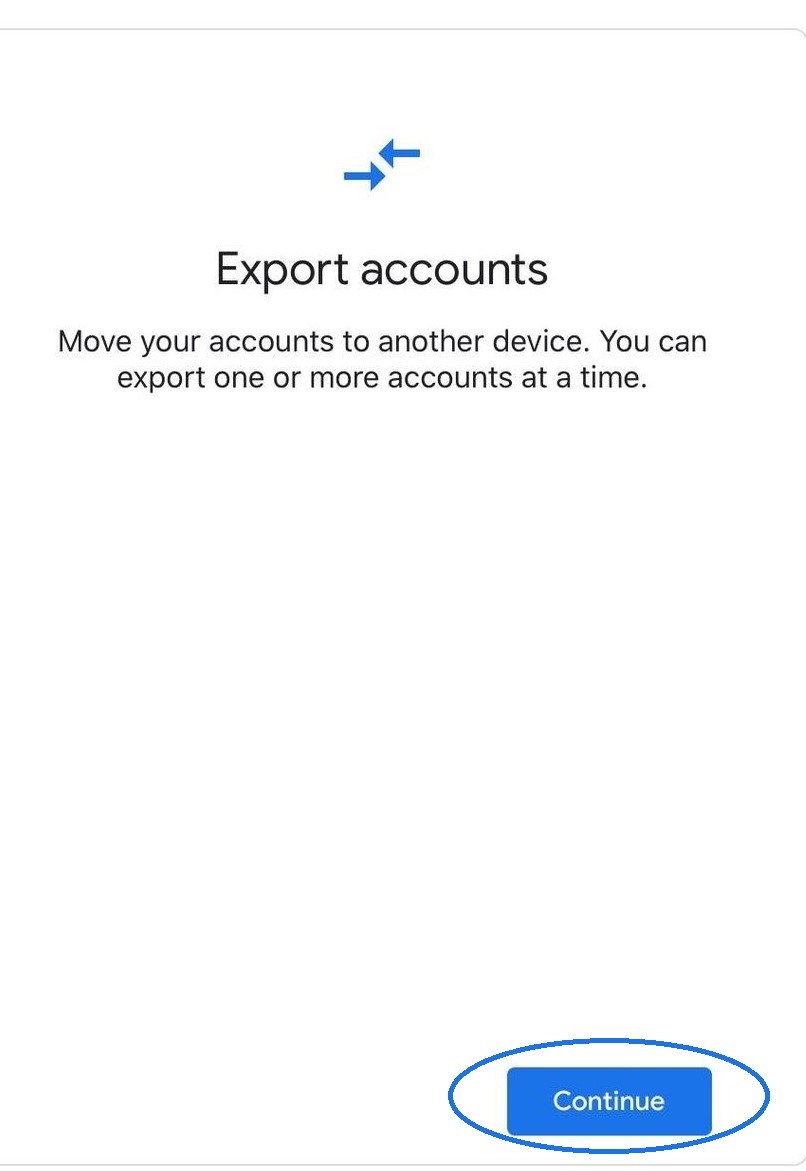 Export accounts
Move your accounts to another device. You can
export one or more accounts at a time.
Continue